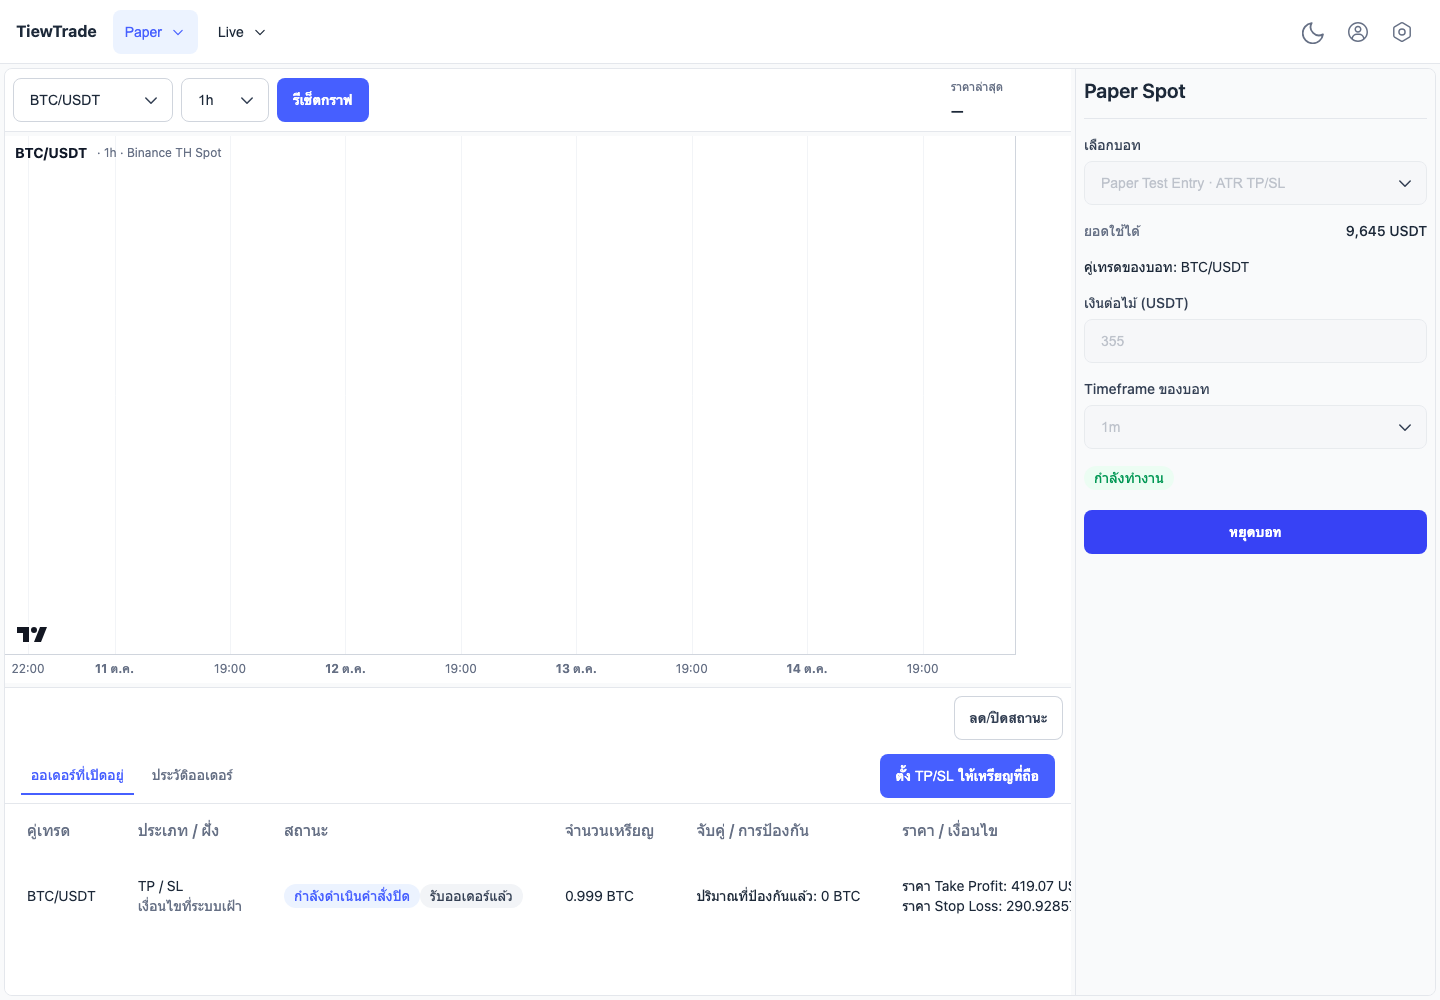 TiewTrade
Paper
Live
BTC/USDT
1h
รีเซ็ตกราฟ
ราคาล่าสุด
—
BTC/USDT · 1h · Binance TH Spot
22:00
11 ต.ค.
19:00
12 ต.ค.
19:00
13 ต.ค.
19:00
14 ต.ค.
19:00
ลด/ปิดสถานะ
ออเดอร์ที่เปิดอยู่
ประวัติออเดอร์
ตั้ง TP/SL ให้เหรียญที่ถือ
คู่เทรด
ประเภท / ฝั่ง
สถานะ
จำนวนเหรียญ
จับคู่ / การป้องกัน
ราคา / เงื่อนไข
BTC/USDT
TP / SL
เงื่อนไขที่ระบบเฝ้า
กำลังดำเนินคำสั่งปิด
รับออเดอร์แล้ว
0.999 BTC
ปริมาณที่ป้องกันแล้ว: 0 BTC
ราคา Take Profit: 419.07
ราคา Stop Loss: 290.9285
Paper Spot
เลือกบอท
Paper Test Entry · ATR TP/SL
ยอดใช้ได้
9,645 USDT
คู่เทรดของบอท: BTC/USDT
เงินต่อไม้ (USDT)
355
Timeframe ของบอท
1m
กำลังทำงาน
หยุดบอท